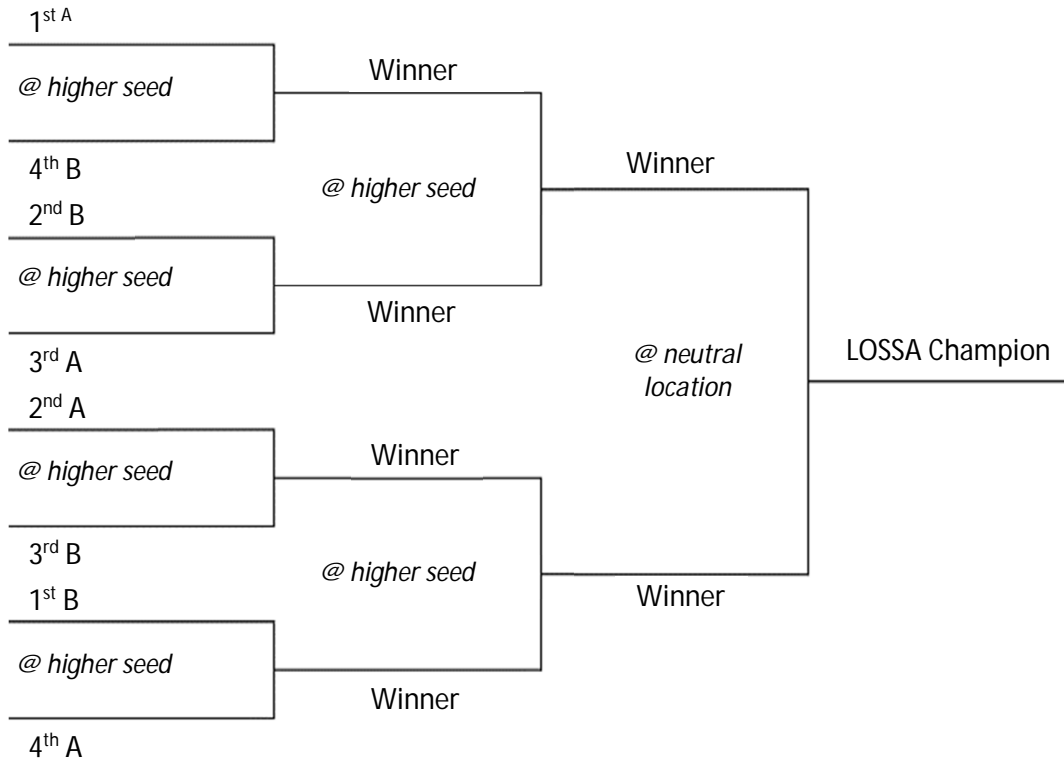 1st A
@ higher seed
4th B
2nd B
@ higher seed
3rd A
2nd A
@ higher seed
3rd B
1st B
@ higher seed
4th A
Winner
@ higher seed
Winner
Winner
@ higher seed
Winner
Winner
@ neutral
location
Winner
LOSSA Champion